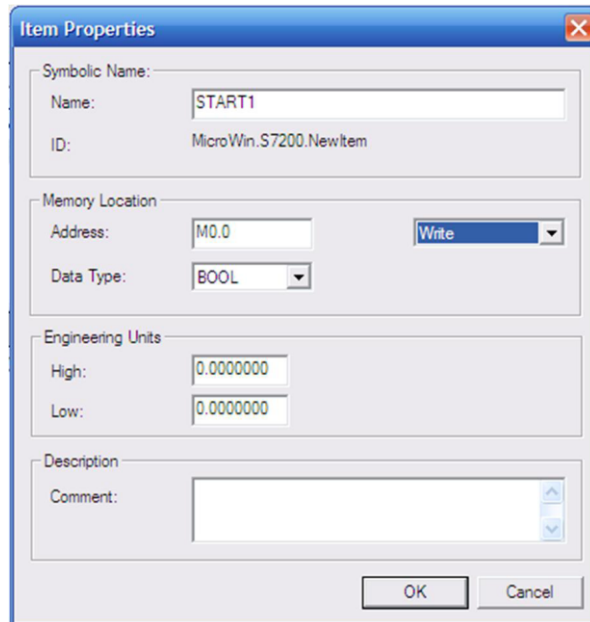 Item Properties
Symbolic Name:
Name: START1
ID: MicroWin.S7200.NewItem
Memory Location
Address: M0.0 Write
Data Type: BOOL
Engineering Units
High: 0.0000000
Low: 0.0000000
Description
Comment:
OK Cancel